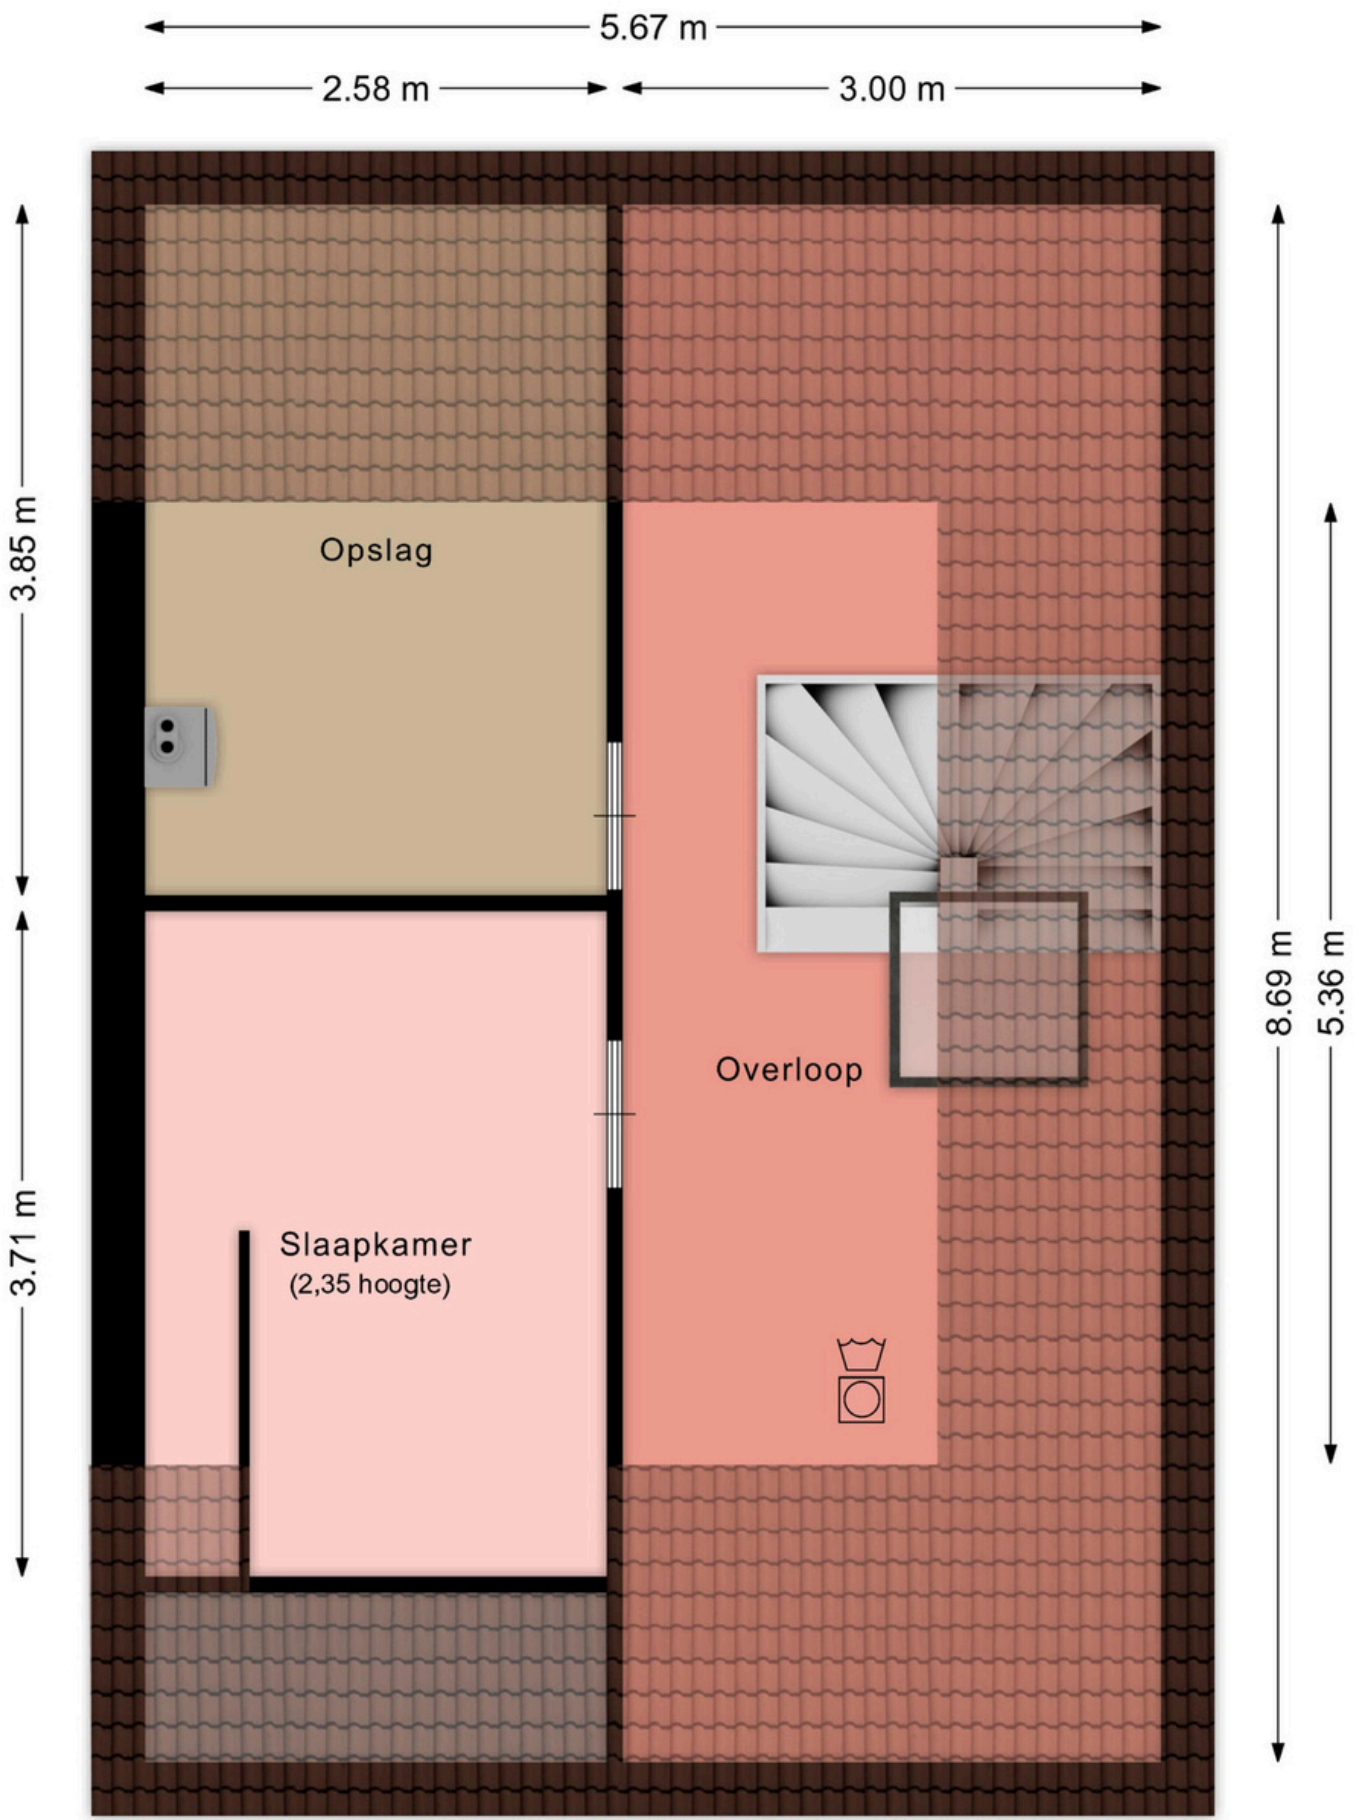 5.67 m
2.58 m
3.00 m
3.85 m
Opslag
8.69 m
5.36 m
Overloop
3.71 m
Slaapkamer
(2,35 hoogte)